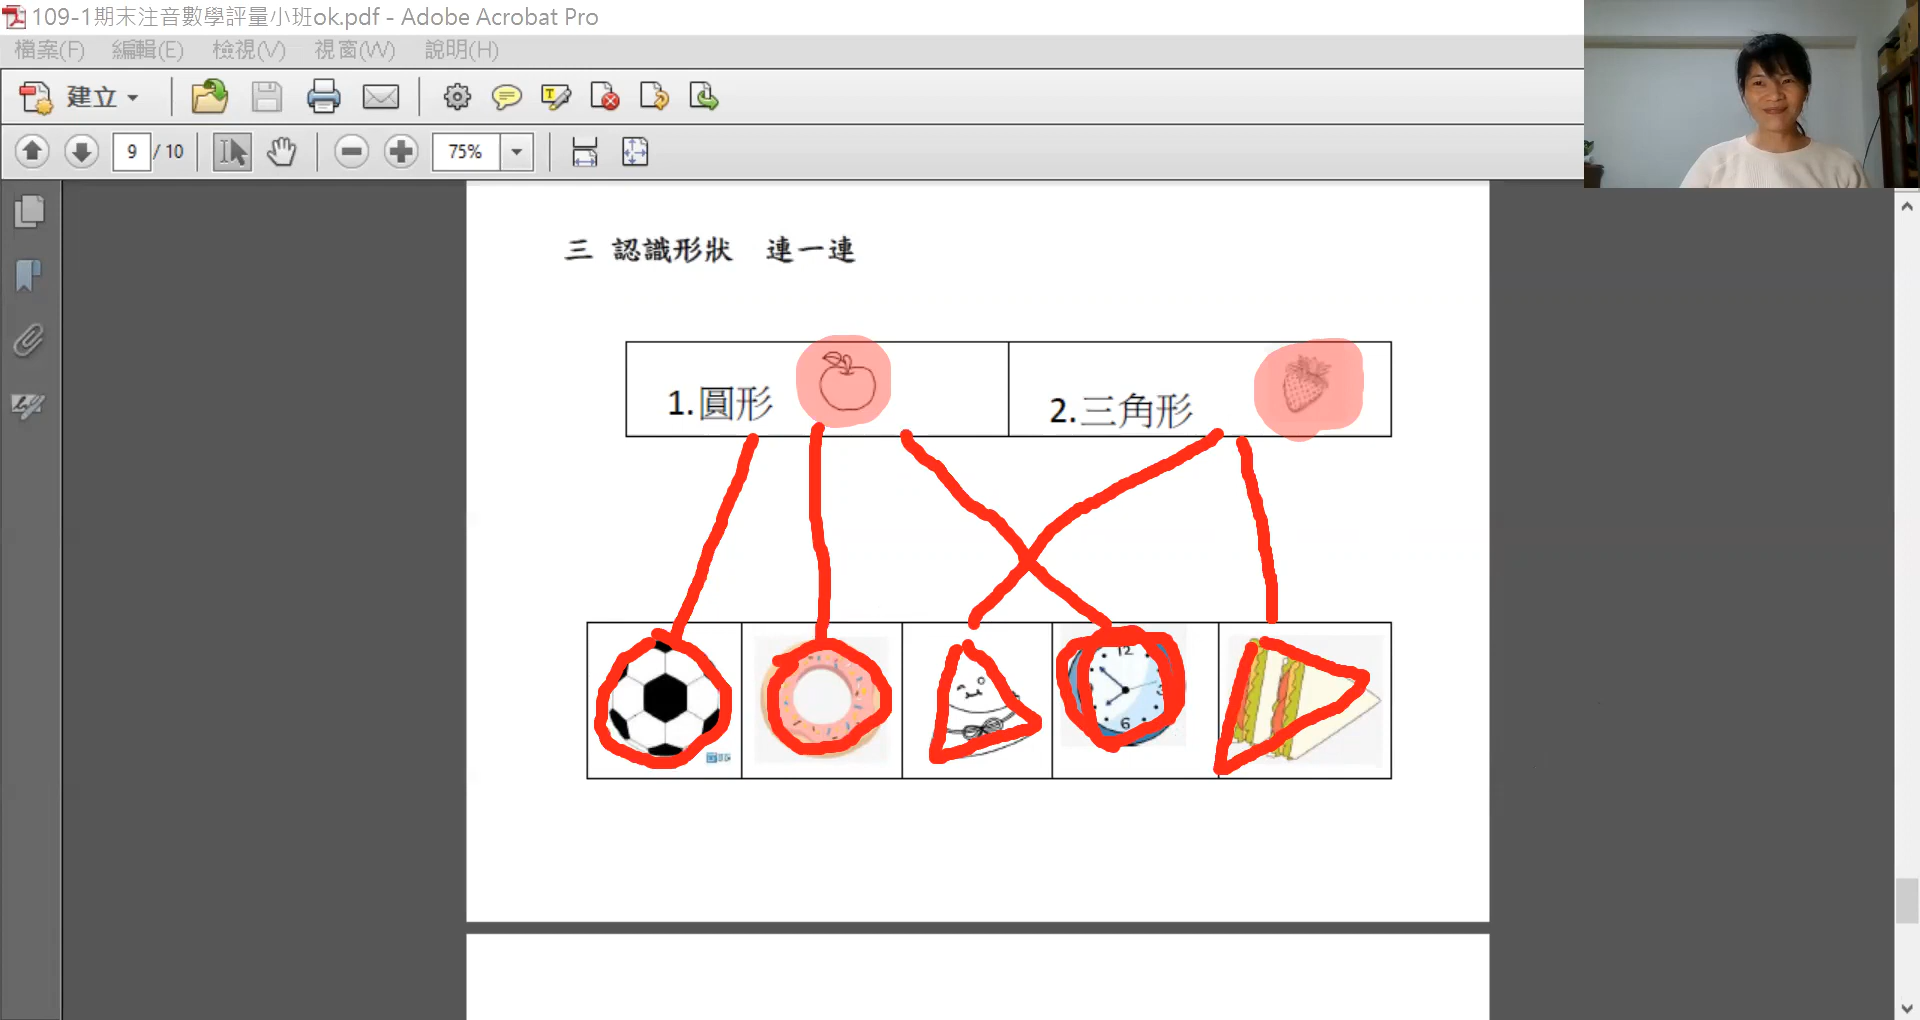 109-1期末注音數學評量小班ok.pdf - Adobe Acrobat Pro
檔案(F) 編輯(E) 檢視(V) 視窗(W) 說明(H)
建立
9 / 10 75%
三 認識形狀 連一連
1.圓形
2.三角形
12
3
6